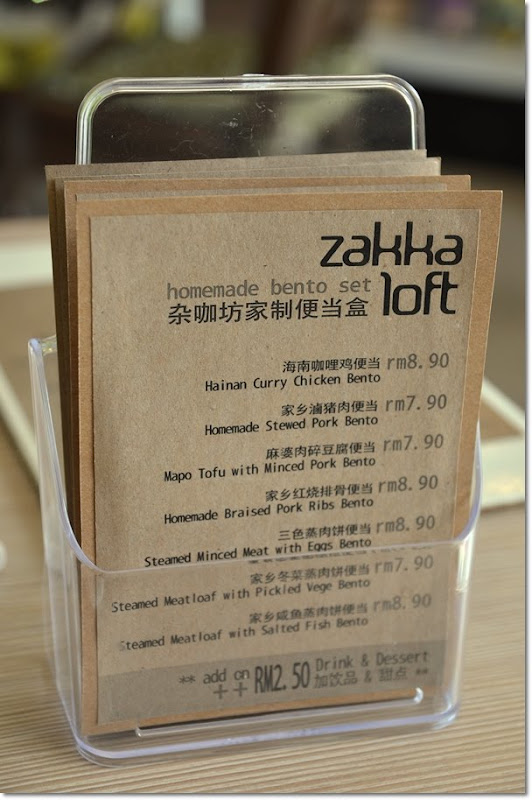 zakka
homemade bento set loft
杂咖坊家制便当盒
海南咖哩鸡便当 rm8.90
Hainan Curry Chicken Bento
家乡滷猪肉便当 rm7.90
Homemade Stewed Pork Bento
麻婆肉碎豆腐便当 rm7.90
Mapo Tofu with Minced Pork Bento
家乡红烧排骨便当 rm8.90
Homemade Braised Pork Ribs Bento
三色蒸肉饼便当 rm8.90
Steamed Minced Meat with Eggs Bento
家乡冬菜蒸肉饼便当 rm7.90
Steamed Meatloaf with Pickled Vege Bento
家乡咸鱼蒸肉饼便当 rm8.90
Steamed Meatloaf with Salted Fish Bento
** add on RM2.50 Drink & Dessert
++ 加饮品 & 甜点 **